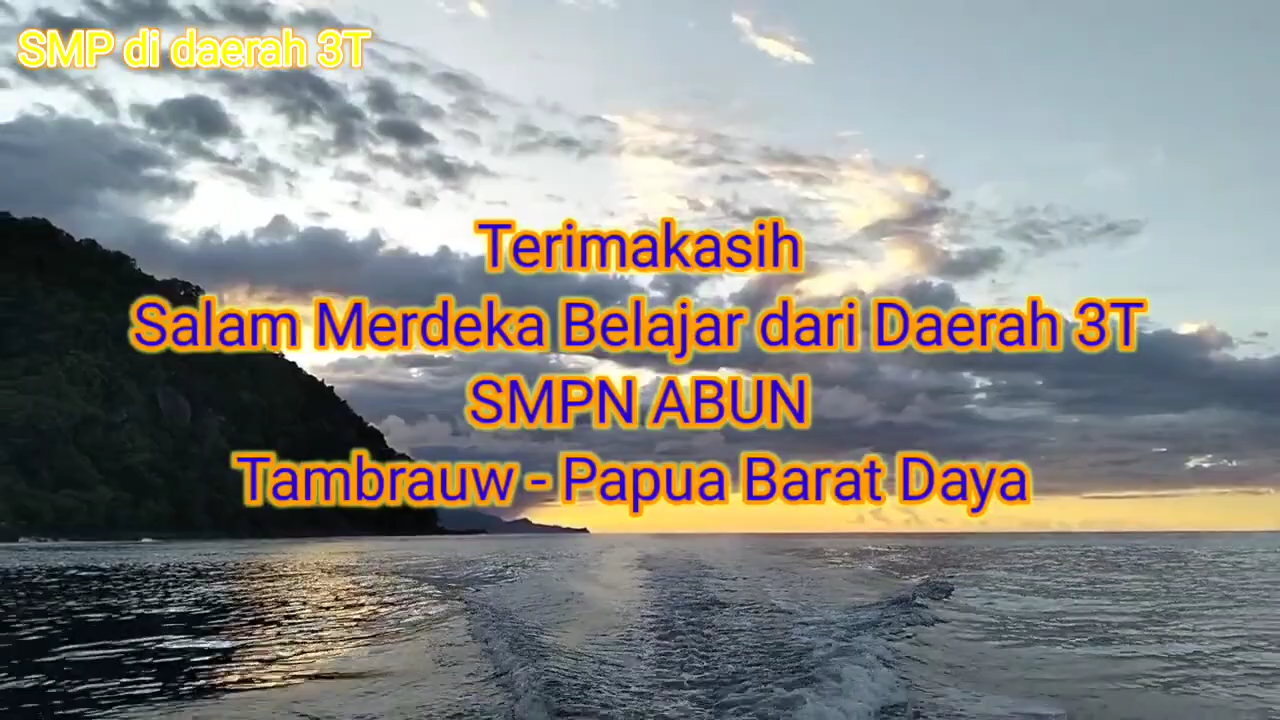 SMP di daerah 3T
Terimakasih
Salam Merdeka Belajar dari Daerah 3T
SMPN ABUN
Tambrauw - Papua Barat Daya